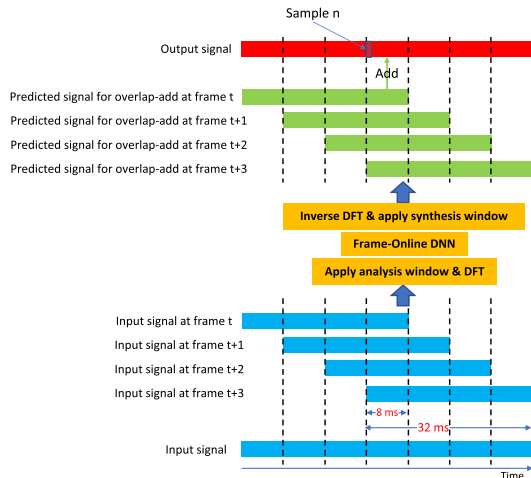 Sample n
Output signal
Add
Predicted signal for overlap-add at frame t
Predicted signal for overlap-add at frame t+1
Predicted signal for overlap-add at frame t+2
Predicted signal for overlap-add at frame t+3
Inverse DFT & apply synthesis window
Frame-Online DNN
Apply analysis window & DFT
Input signal at frame t
Input signal at frame t+1
Input signal at frame t+2
Input signal at frame t+3
8 ms
32 ms
Input signal
Time